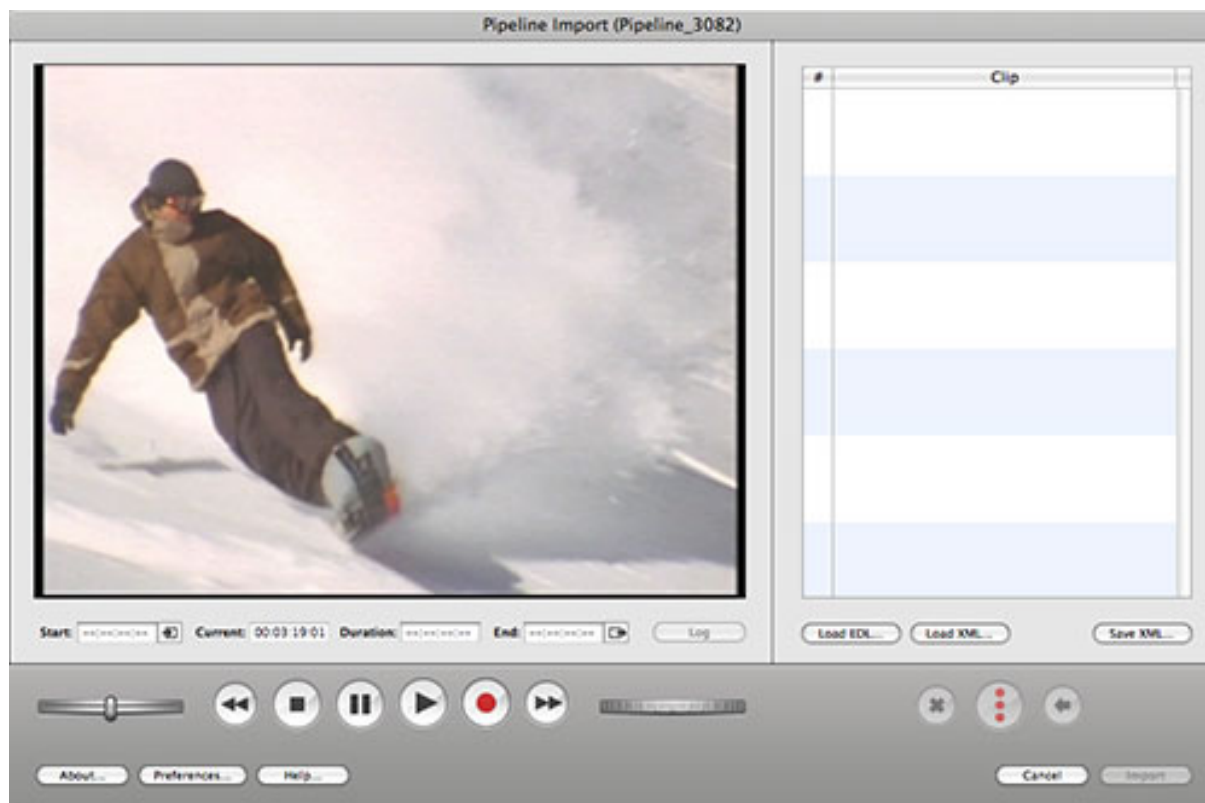 Pipeline Import (Pipeline_3082)
# Clip
Start: --:--:--:-- Current: 00:03:19:01 Duration: --:--:--:-- End: --:--:--:-- Log
Load EDL... Load XML... Save XML...
About... Preferences... Help... Cancel Import